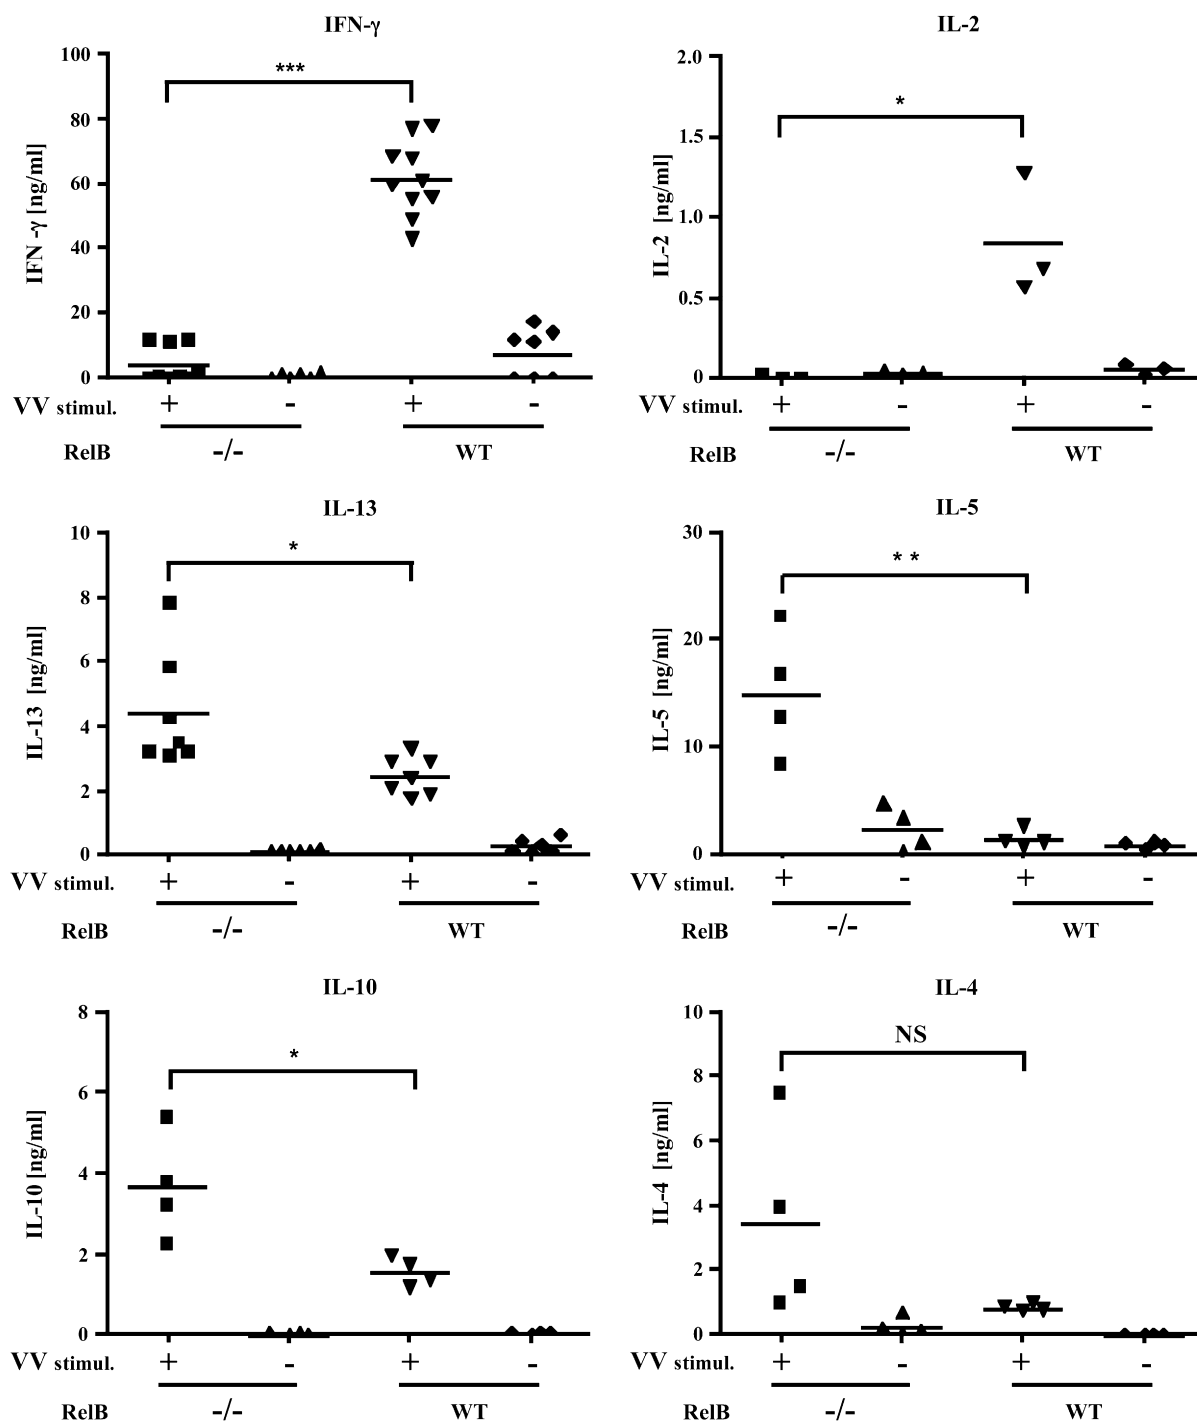 IFN-γ
100
80
60
40
20
0
IFN -γ [ng/ml]
***
VV stimul.
+ - + -
RelB -/- WT
IL-2
2.0
1.5
1.0
0.5
0
IL-2 [ng/ml]
*
VV stimul.
+ - + -
RelB -/- WT
IL-13
10
8
6
4
2
0
IL-13 [ng/ml]
*
VV stimul.
+ - + -
RelB -/- WT
IL-5
30
20
10
0
IL-5 [ng/ml]
* *
VV stimul.
+ - + -
RelB -/- WT
IL-10
8
6
4
2
0
IL-10 [ng/ml]
*
VV stimul.
+ - + -
RelB -/- WT
IL-4
10
8
6
4
2
0
IL-4 [ng/ml]
NS
VV stimul.
+ - + -
RelB -/- WT